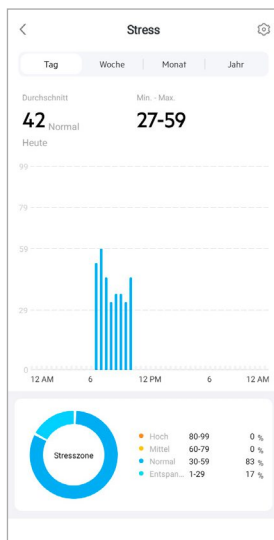 Stress
Tag Woche Monat Jahr
Durchschnitt Min. - Max.
42 Normal 27-59
Heute
99
79
59
29
0
12 AM 6 12 PM 6 12 AM
Stresszone
Hoch 80-99 0 %
Mittel 60-79 0 %
Normal 30-59 83 %
Entspan... 1-29 17 %